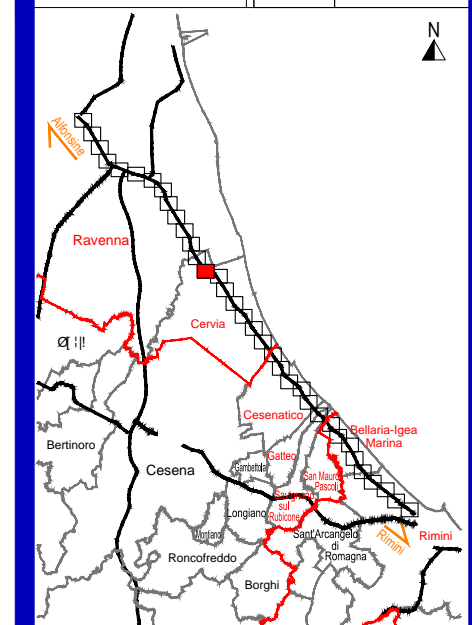 N
Alfonsine
Ravenna
Cervia
Ø[ ¦|!
Cesenatico
Bellaria-Igea
Marina
Bertinoro
Gatteo
Cesena
Gambettola
San Mauro
Pascoli
Savignano
sul
Rubicone
Longiano
Montiano
Sant'Arcangelo
di
Romagna
Rimini
Rimini
Roncofreddo
Borghi